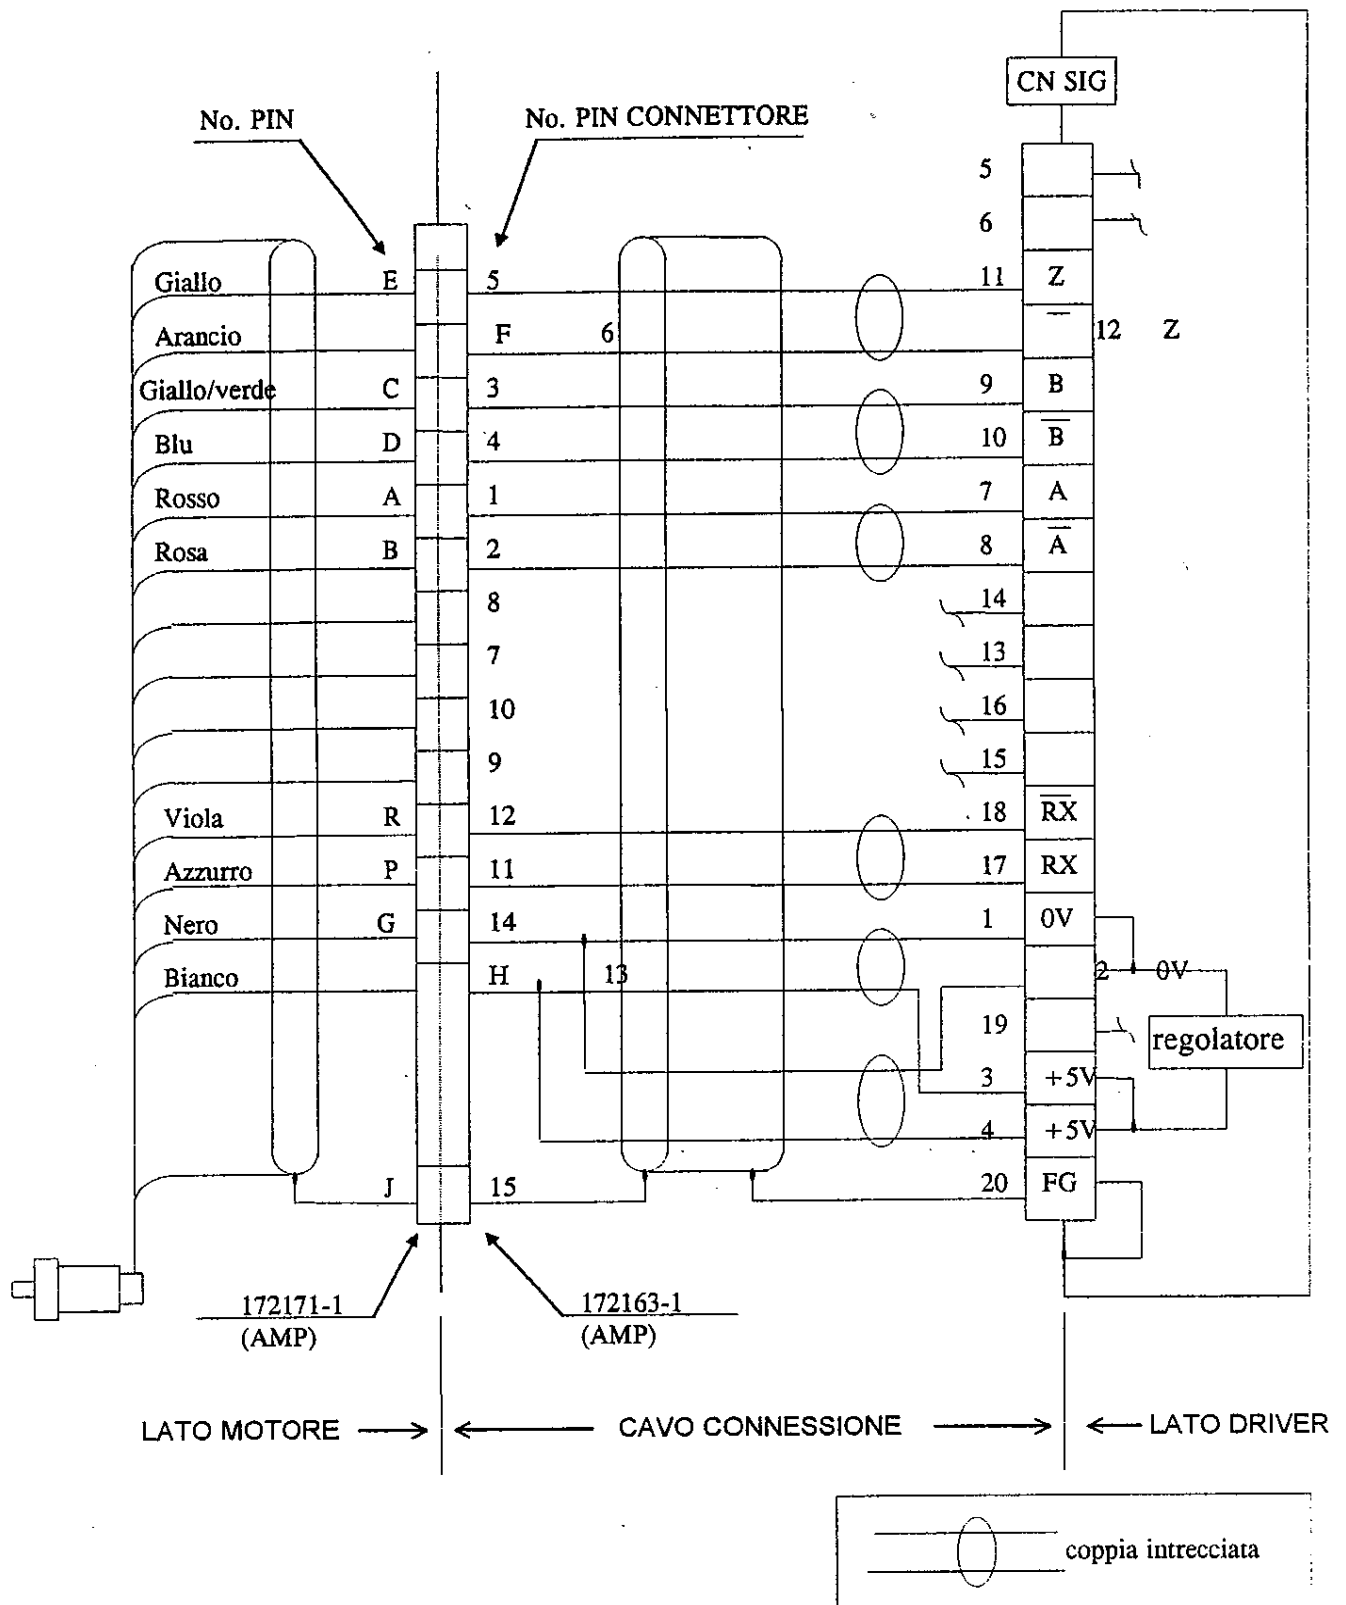 CN SIG
No. PIN
No. PIN CONNETTORE
5
6
Giallo E 5 11 Z
Arancio F 6 12 Z
Giallo/verde C 3 9 B
Blu D 4 10 B̅
Rosso A 1 7 A
Rosa B 2 8 A̅
8 14
7 13
10 16
9 15
Viola R 12 18 R̅X̅
Azzurro P 11 17 RX
Nero G 14 1 0V
Bianco H 13 2 0V
19 regolatore
3 +5V
4 +5V
J 15 20 FG
172171-1
(AMP)
172163-1
(AMP)
LATO MOTORE
CAVO CONNESSIONE
LATO DRIVER
coppia intrecciata